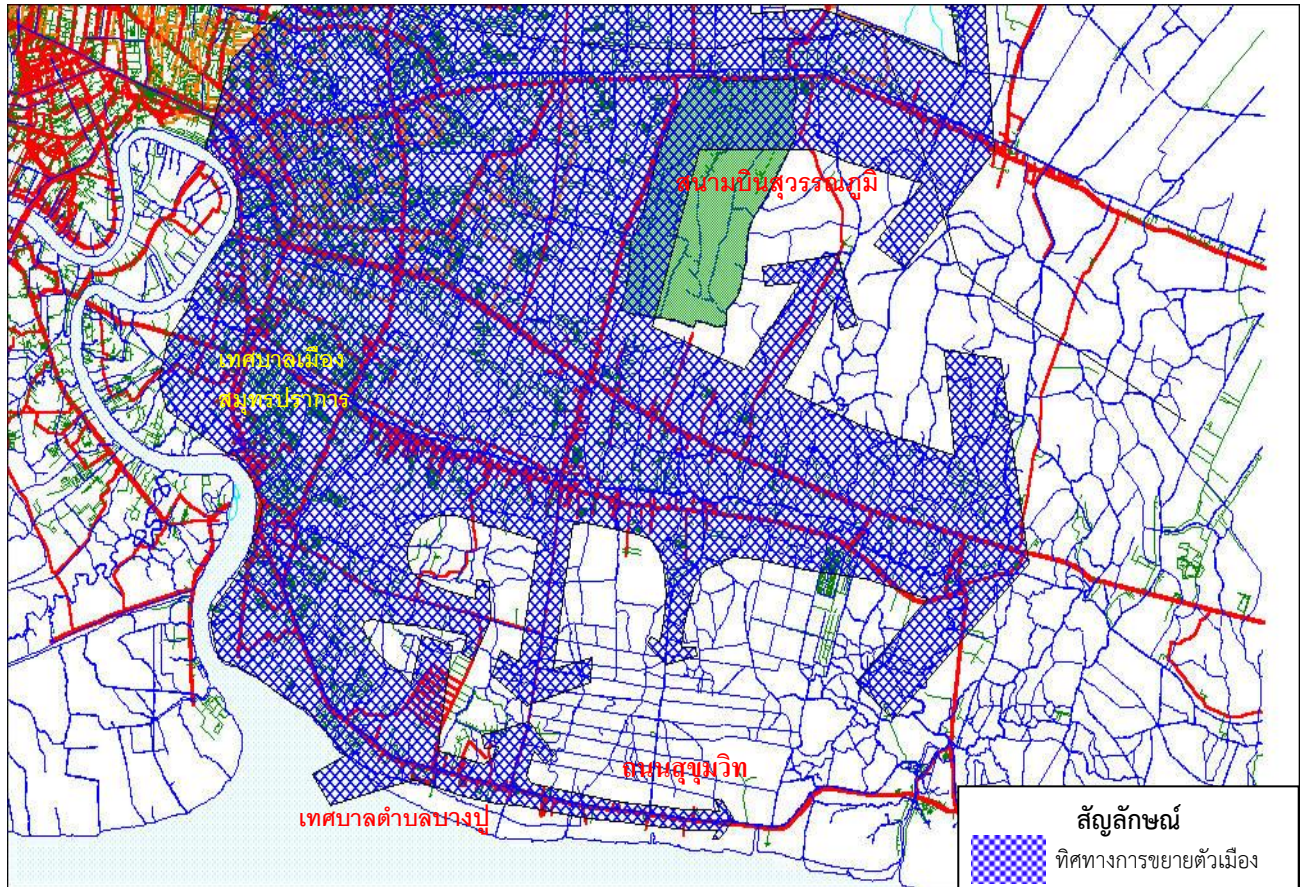 สนามบินสุวรรณภูมิ
เทศบาลเมือง
สมุทรปราการ
ถนนสุขุมวิท
เทศบาลตำบลบางปู
สัญลักษณ์
ทิศทางการขยายตัวเมือง